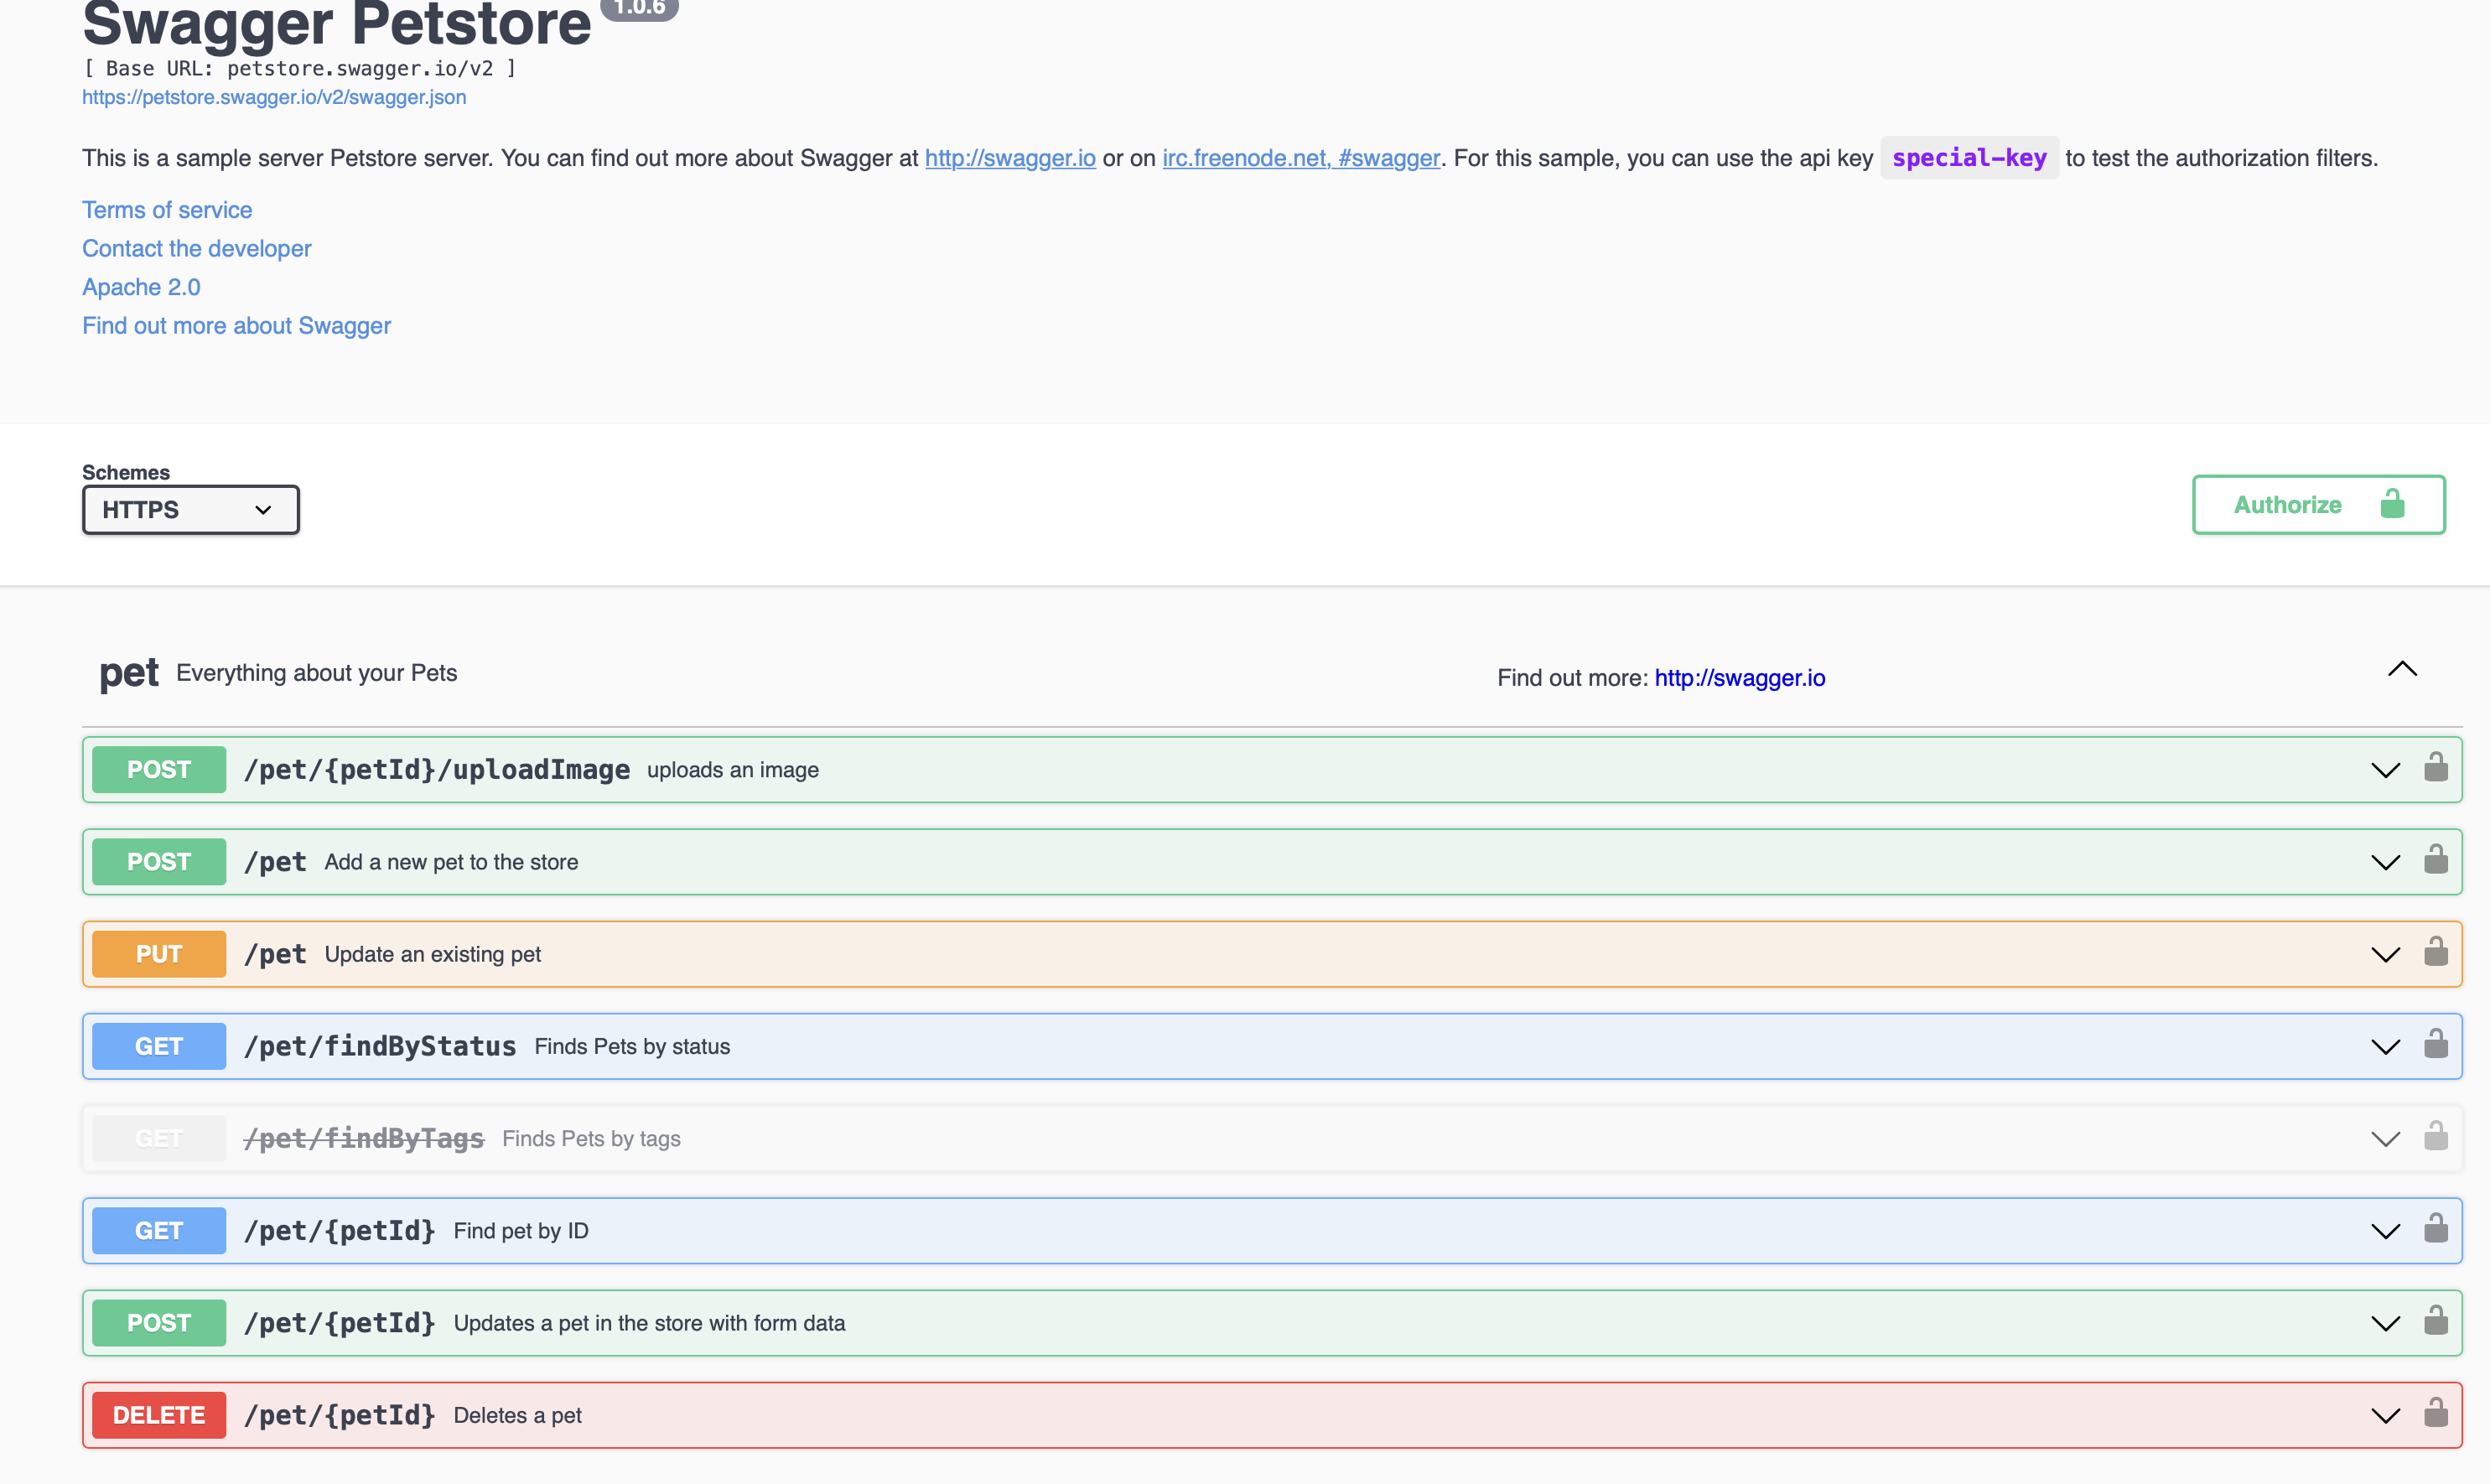 Swagger Petstore 1.0.6
[ Base URL: petstore.swagger.io/v2 ]
https://petstore.swagger.io/v2/swagger.json
This is a sample server Petstore server. You can find out more about Swagger at http://swagger.io or on irc.freenode.net, #swagger. For this sample, you can use the api key special-key to test the authorization filters.
Terms of service
Contact the developer
Apache 2.0
Find out more about Swagger
Schemes
HTTPS
Authorize
pet Everything about your Pets Find out more: http://swagger.io
POST /pet/{petId}/uploadImage uploads an image
POST /pet Add a new pet to the store
PUT /pet Update an existing pet
GET /pet/findByStatus Finds Pets by status
GET /pet/findByTags Finds Pets by tags
GET /pet/{petId} Find pet by ID
POST /pet/{petId} Updates a pet in the store with form data
DELETE /pet/{petId} Deletes a pet